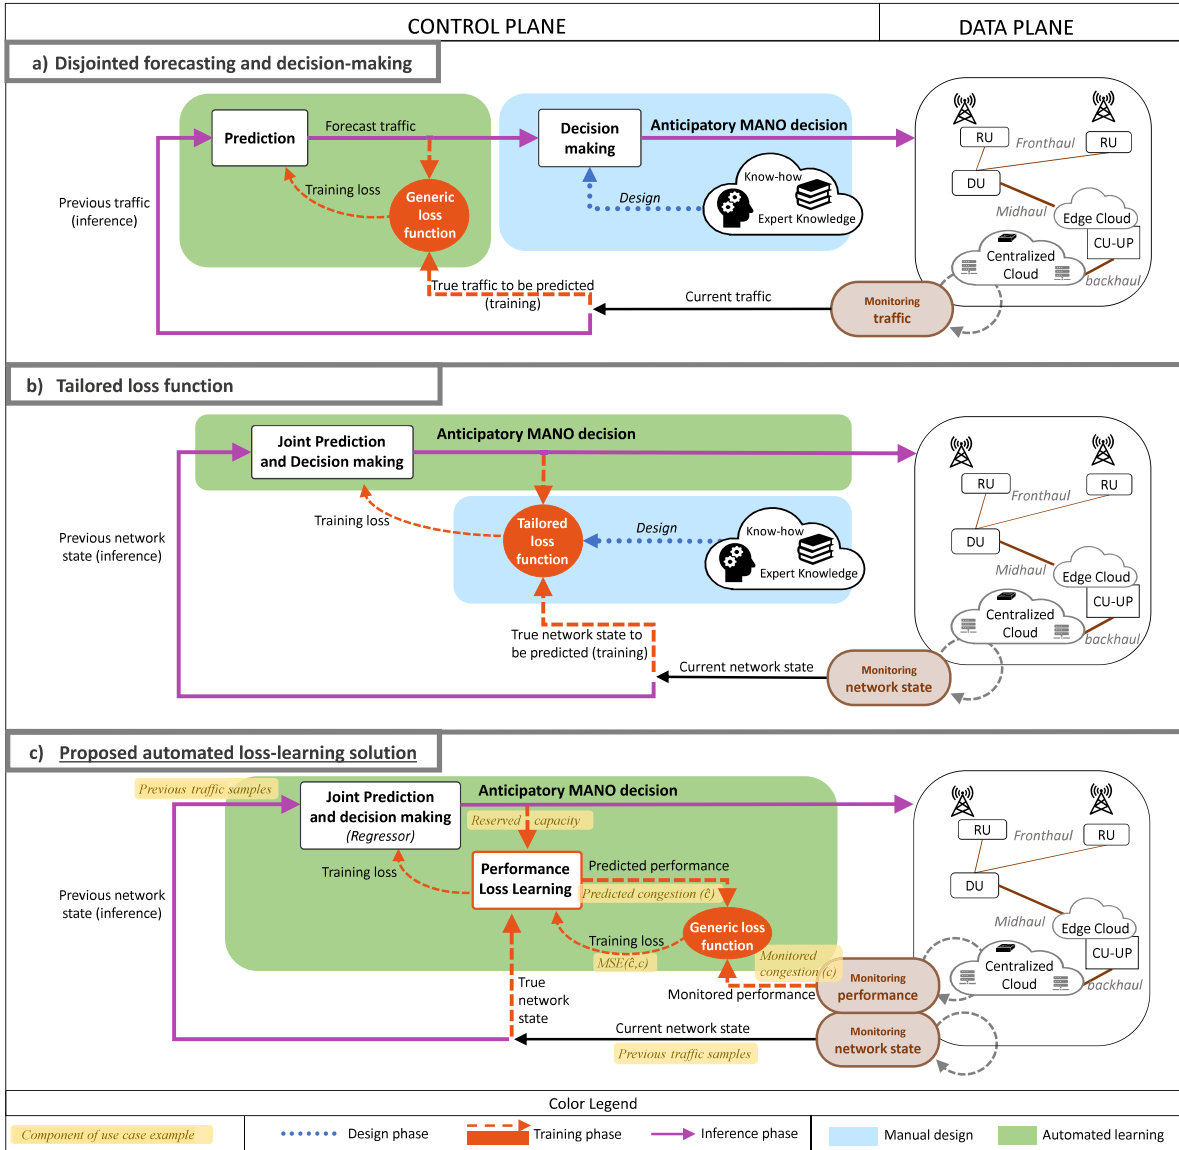 CONTROL PLANE
DATA PLANE
a) Disjointed forecasting and decision-making
Prediction
Forecast traffic
Training loss
Generic
loss
function
Decision
making
Anticipatory MANO decision
Design
Know-how
Expert Knowledge
Previous traffic
(inference)
True traffic to be predicted
(training)
Current traffic
Monitoring
traffic
RU
Fronthaul
RU
DU
Midhaul
Edge Cloud
CU-UP
Centralized
Cloud
backhaul
b) Tailored loss function
Joint Prediction
and Decision making
Anticipatory MANO decision
Training loss
Tailored
loss
function
Design
Know-how
Expert Knowledge
Previous network
state (inference)
True network state to
be predicted (training)
Current network state
Monitoring
network state
RU
Fronthaul
RU
DU
Midhaul
Edge Cloud
CU-UP
Centralized
Cloud
backhaul
c) Proposed automated loss-learning solution
Previous traffic samples
Joint Prediction
and decision making
(Regressor)
Anticipatory MANO decision
Reserved capacity
Training loss
Performance
Loss Learning
Predicted performance
Predicted congestion (ĉ)
Generic loss
function
Training loss
MSE(ĉ,c)
Monitored
congestion (c)
Previous network
state (inference)
True
network
state
Monitored performance
Monitoring
performance
Current network state
Previous traffic samples
Monitoring
network state
RU
Fronthaul
RU
DU
Midhaul
Edge Cloud
CU-UP
Centralized
Cloud
backhaul
Color Legend
Component of use case example
Design phase
Training phase
Inference phase
Manual design
Automated learning